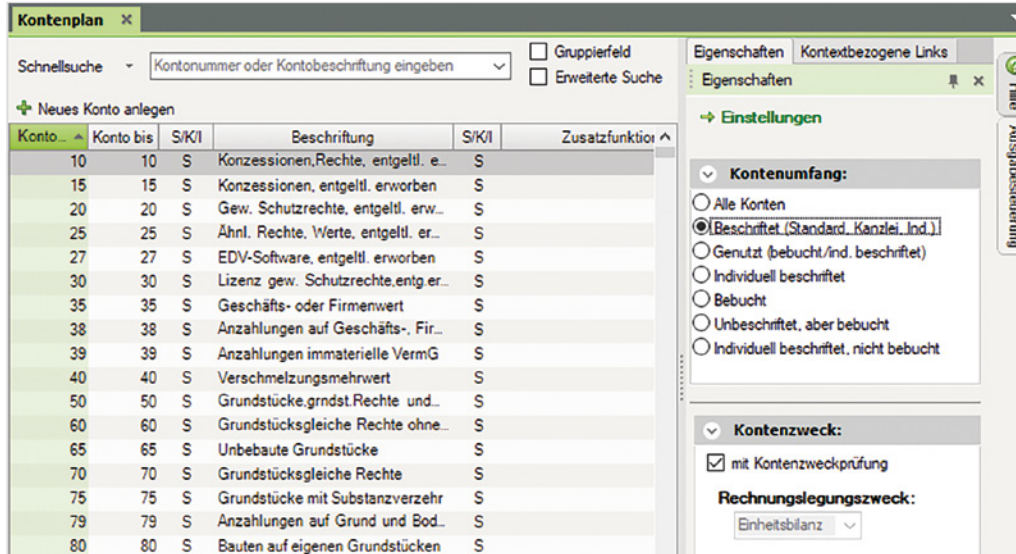 Kontenplan ×
Schnellsuche
Kontonummer oder Kontobeschriftung eingeben
Gruppierfeld
Erweiterte Suche
Neues Konto anlegen
Konto... Konto bis S/K/I Beschriftung S/K/I Zusatzfunktion
10 10 S Konzessionen,Rechte, entgeltl. e... S
15 15 S Konzessionen, entgeltl. erworben S
20 20 S Gew. Schutzrechte, entgeltl. erw... S
25 25 S Ähnl. Rechte, Werte, entgeltl. er... S
27 27 S EDV-Software, entgeltl. erworben S
30 30 S Lizenz gew. Schutzrechte,entg.er... S
35 35 S Geschäfts- oder Firmenwert S
38 38 S Anzahlungen auf Geschäfts-, Fir... S
39 39 S Anzahlungen immaterielle VermG S
40 40 S Verschmelzungsmehrwert S
50 50 S Grundstücke,grndst.Rechte und... S
60 60 S Grundstücksgleiche Rechte ohne... S
65 65 S Unbebaute Grundstücke S
70 70 S Grundstücksgleiche Rechte S
75 75 S Grundstücke mit Substanzverzehr S
79 79 S Anzahlungen auf Grund und Bod... S
80 80 S Bauten auf eigenen Grundstücken S
Eigenschaften Kontextbezogene Links
Eigenschaften
Einstellungen
Kontenumfang:
Alle Konten
Beschriftet (Standard, Kanzlei, Ind.)
Genutzt (bebucht/ind. beschriftet)
Individuell beschriftet
Bebucht
Unbeschriftet, aber bebucht
Individuell beschriftet, nicht bebucht
Kontenzweck:
mit Kontenzweckprüfung
Rechnungslegungszweck:
Einheitsbilanz
Ausgabesteuerung